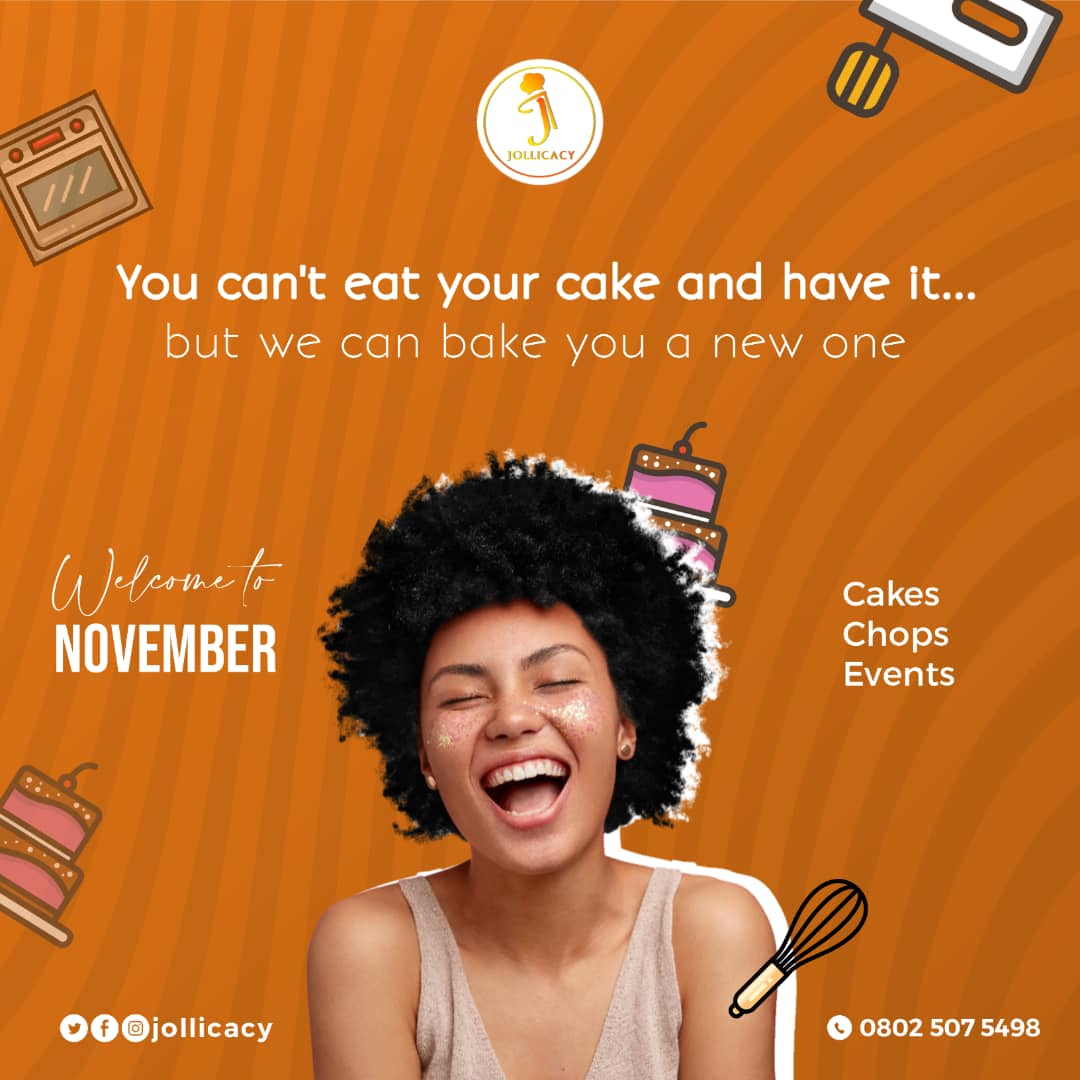 JOLLICACY
You can't eat your cake and have it...
but we can bake you a new one
Welcome to
NOVEMBER
Cakes
Chops
Events
jollicacy
0802 507 5498